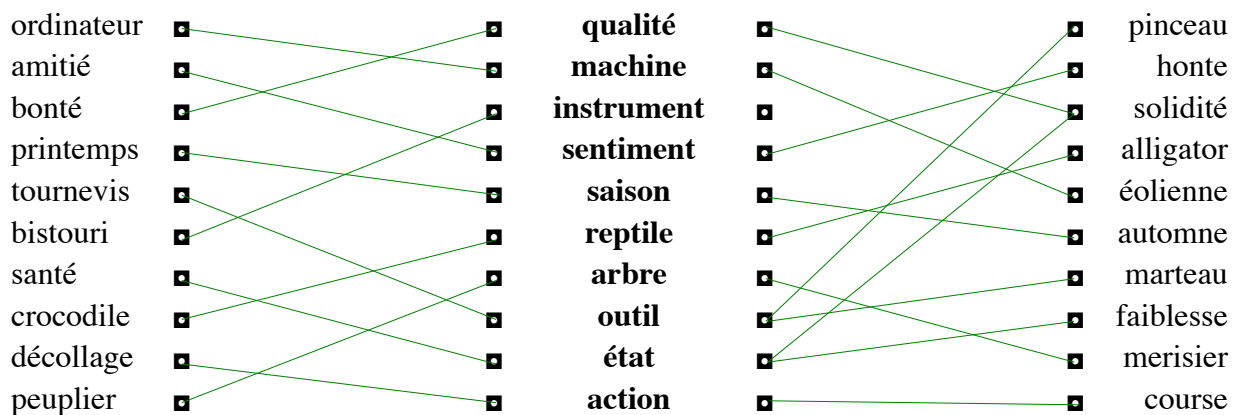 ordinateur qualité pinceau
amitié machine honte
bonté instrument solidité
printemps sentiment alligator
tournevis saison éolienne
bistouri reptile automne
santé arbre marteau
crocodile outil faiblesse
décollage état merisier
peuplier action course